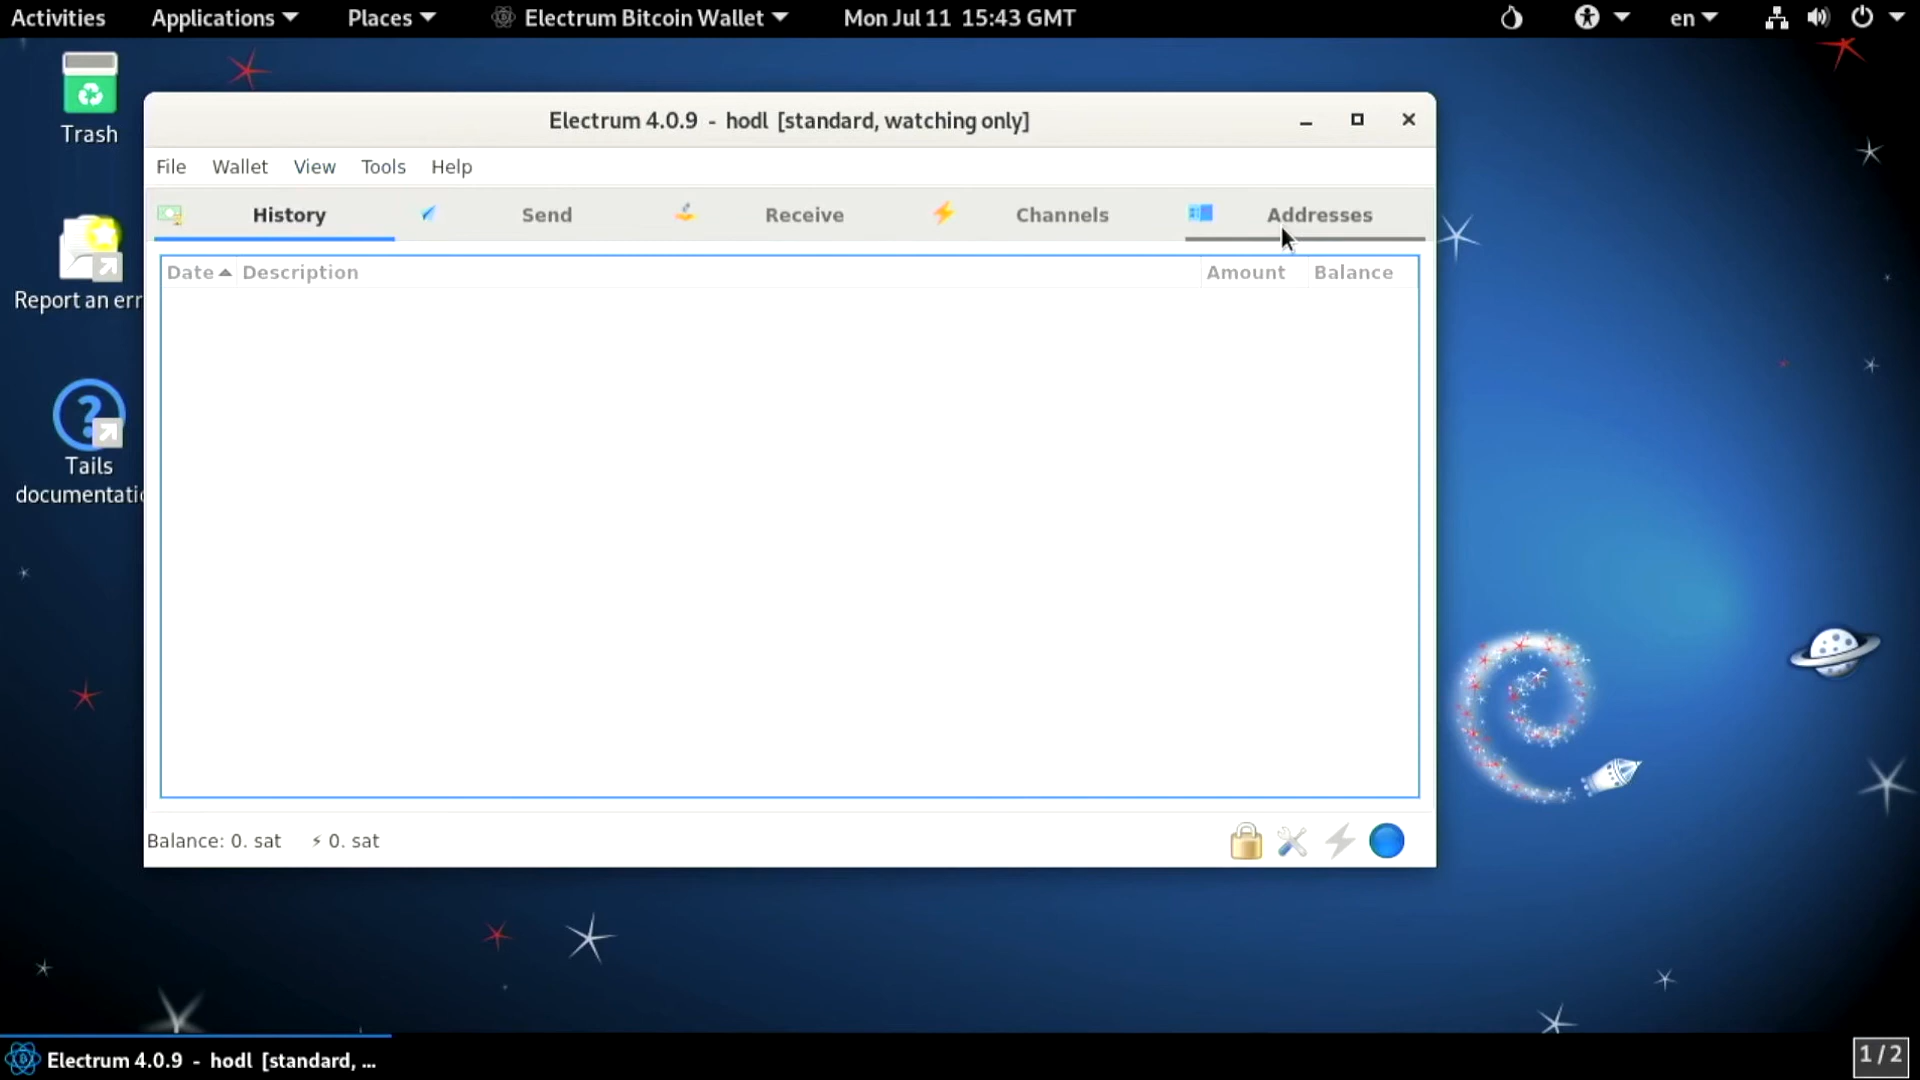 Activities Applications Places Electrum Bitcoin Wallet Mon Jul 11 15:43 GMT en
Trash
Report an err
Tails
documentati
Electrum 4.0.9 - hodl [standard, watching only]
File Wallet View Tools Help
History Send Receive Channels Addresses
Date Description Amount Balance
Balance: 0. sat 0. sat
Electrum 4.0.9 - hodl [standard, ...
1 / 2